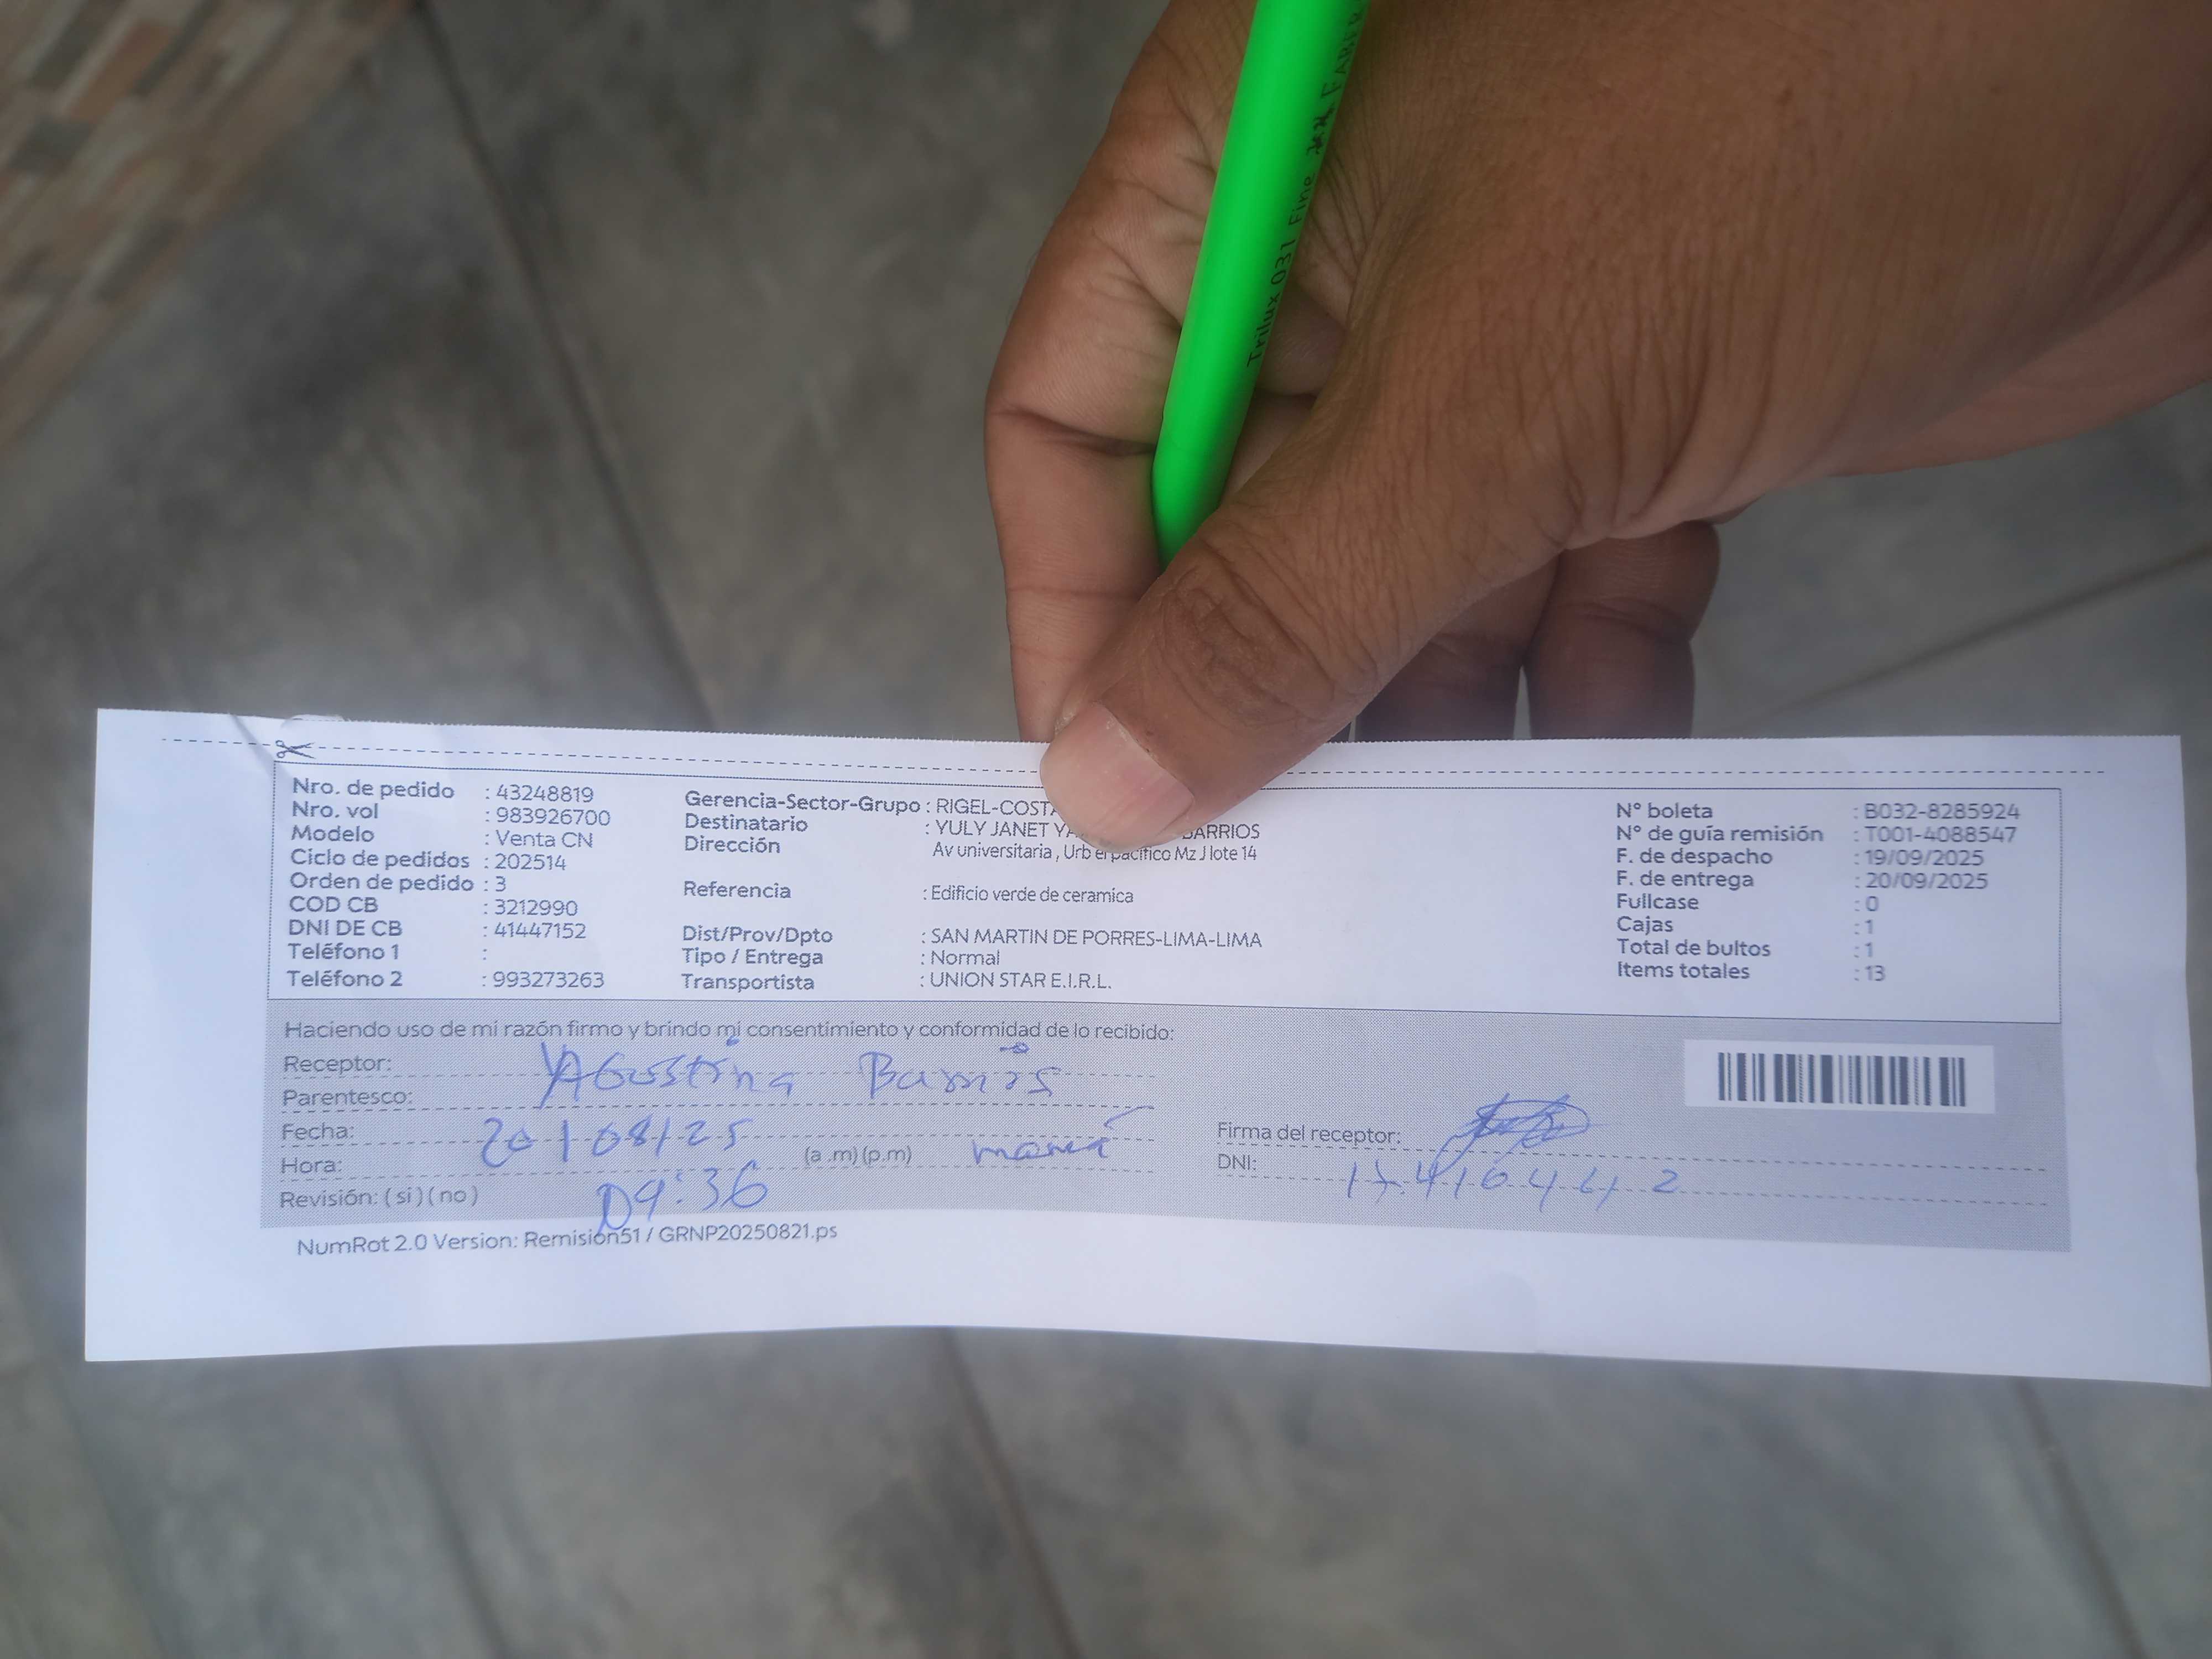 Trilux 031 Fine FABER
Nro. de pedido : 43248819
Nro. vol : 983926700
Modelo : Venta CN
Ciclo de pedidos : 202514
Orden de pedido : 3
COD CB : 3212990
DNI DE CB : 41447152
Teléfono 1 :
Teléfono 2 : 993273263
Gerencia-Sector-Grupo : RIGEL-COSTA
Destinatario : YULY JANET BARRIOS
Dirección Av universitaria , Urb el pacifico Mz J lote 14
Referencia : Edificio verde de ceramica
Dist/Prov/Dpto : SAN MARTIN DE PORRES-LIMA-LIMA
Tipo / Entrega : Normal
Transportista : UNION STAR E.I.R.L.
N° boleta : B032-8285924
N° de guía remisión : T001-4088547
F. de despacho : 19/09/2025
F. de entrega : 20/09/2025
Fullcase : 0
Cajas : 1
Total de bultos : 1
Items totales : 13
Haciendo uso de mi razón firmo y brindo mi consentimiento y conformidad de lo recibido:
Receptor: Agustina Barrios
Parentesco:
Fecha: 20/08/25
Hora: (a .m) (p.m) mamá
Revisión: ( si ) ( no ) 09:36
Firma del receptor:
DNI:
NumRot 2.0 Version: Remision51 / GRNP20250821.ps